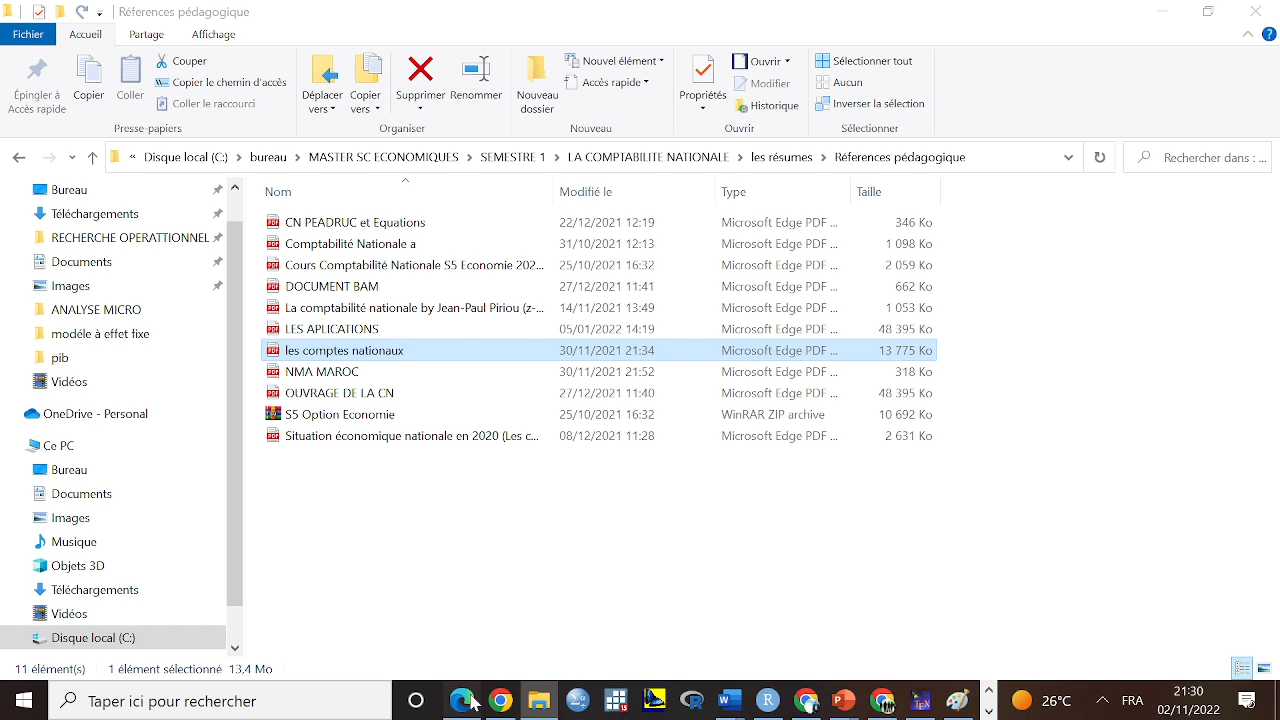 Réferences pédagogique
Fichier
Accueil
Partage
Affichage
Épingler à
Accès rapide
Copier
Coller
Couper
Copier le chemin d'accès
Coller le raccourci
Presse-papiers
Déplacer
vers
Copier
vers
Supprimer
Renommer
Organiser
Nouveau
dossier
Nouvel élément
Accès rapide
Nouveau
Propriétés
Ouvrir
Modifier
Historique
Ouvrir
Sélectionner tout
Aucun
Inverser la sélection
Sélectionner
« Disque local (C:) > bureau > MASTER SC ECONOMIQUES > SEMESTRE 1 > LA COMPTABILITE NATIONALE > les résumes > Réferences pédagogique
Rechercher dans : ...
Bureau
Téléchargements
RECHERCHE OPERATTIONNEL
Documents
Images
ANALYSE MICRO
modéle à effet fixe
pib
Vidéos
OneDrive - Personal
Ce PC
Bureau
Documents
Images
Musique
Objets 3D
Téléchargements
Vidéos
Disque local (C:)
Nom Modifié le Type Taille
CN PEADRUC et Equations 22/12/2021 12:19 Microsoft Edge PDF ... 346 Ko
Comptabilité Nationale a 31/10/2021 12:13 Microsoft Edge PDF ... 1 098 Ko
Cours Comptabilité Nationale S5 Economie 202... 25/10/2021 16:32 Microsoft Edge PDF ... 2 059 Ko
DOCUMENT BAM 27/12/2021 11:41 Microsoft Edge PDF ... 662 Ko
La comptabilité nationale by Jean-Paul Piriou (z-... 14/11/2021 13:49 Microsoft Edge PDF ... 1 053 Ko
LES APLICATIONS 05/01/2022 14:19 Microsoft Edge PDF ... 48 395 Ko
les comptes nationaux 30/11/2021 21:34 Microsoft Edge PDF ... 13 775 Ko
NMA MAROC 30/11/2021 21:52 Microsoft Edge PDF ... 318 Ko
OUVRAGE DE LA CN 27/12/2021 11:40 Microsoft Edge PDF ... 48 395 Ko
S5 Option Economie 25/10/2021 16:32 WinRAR ZIP archive 10 692 Ko
Situation économique nationale en 2020 (Les c... 08/12/2021 11:28 Microsoft Edge PDF ... 2 631 Ko
11 élément(s) 1 élément sélectionné 13,4 Mo
Taper ici pour rechercher
26°C
FRA
21:30
02/11/2022